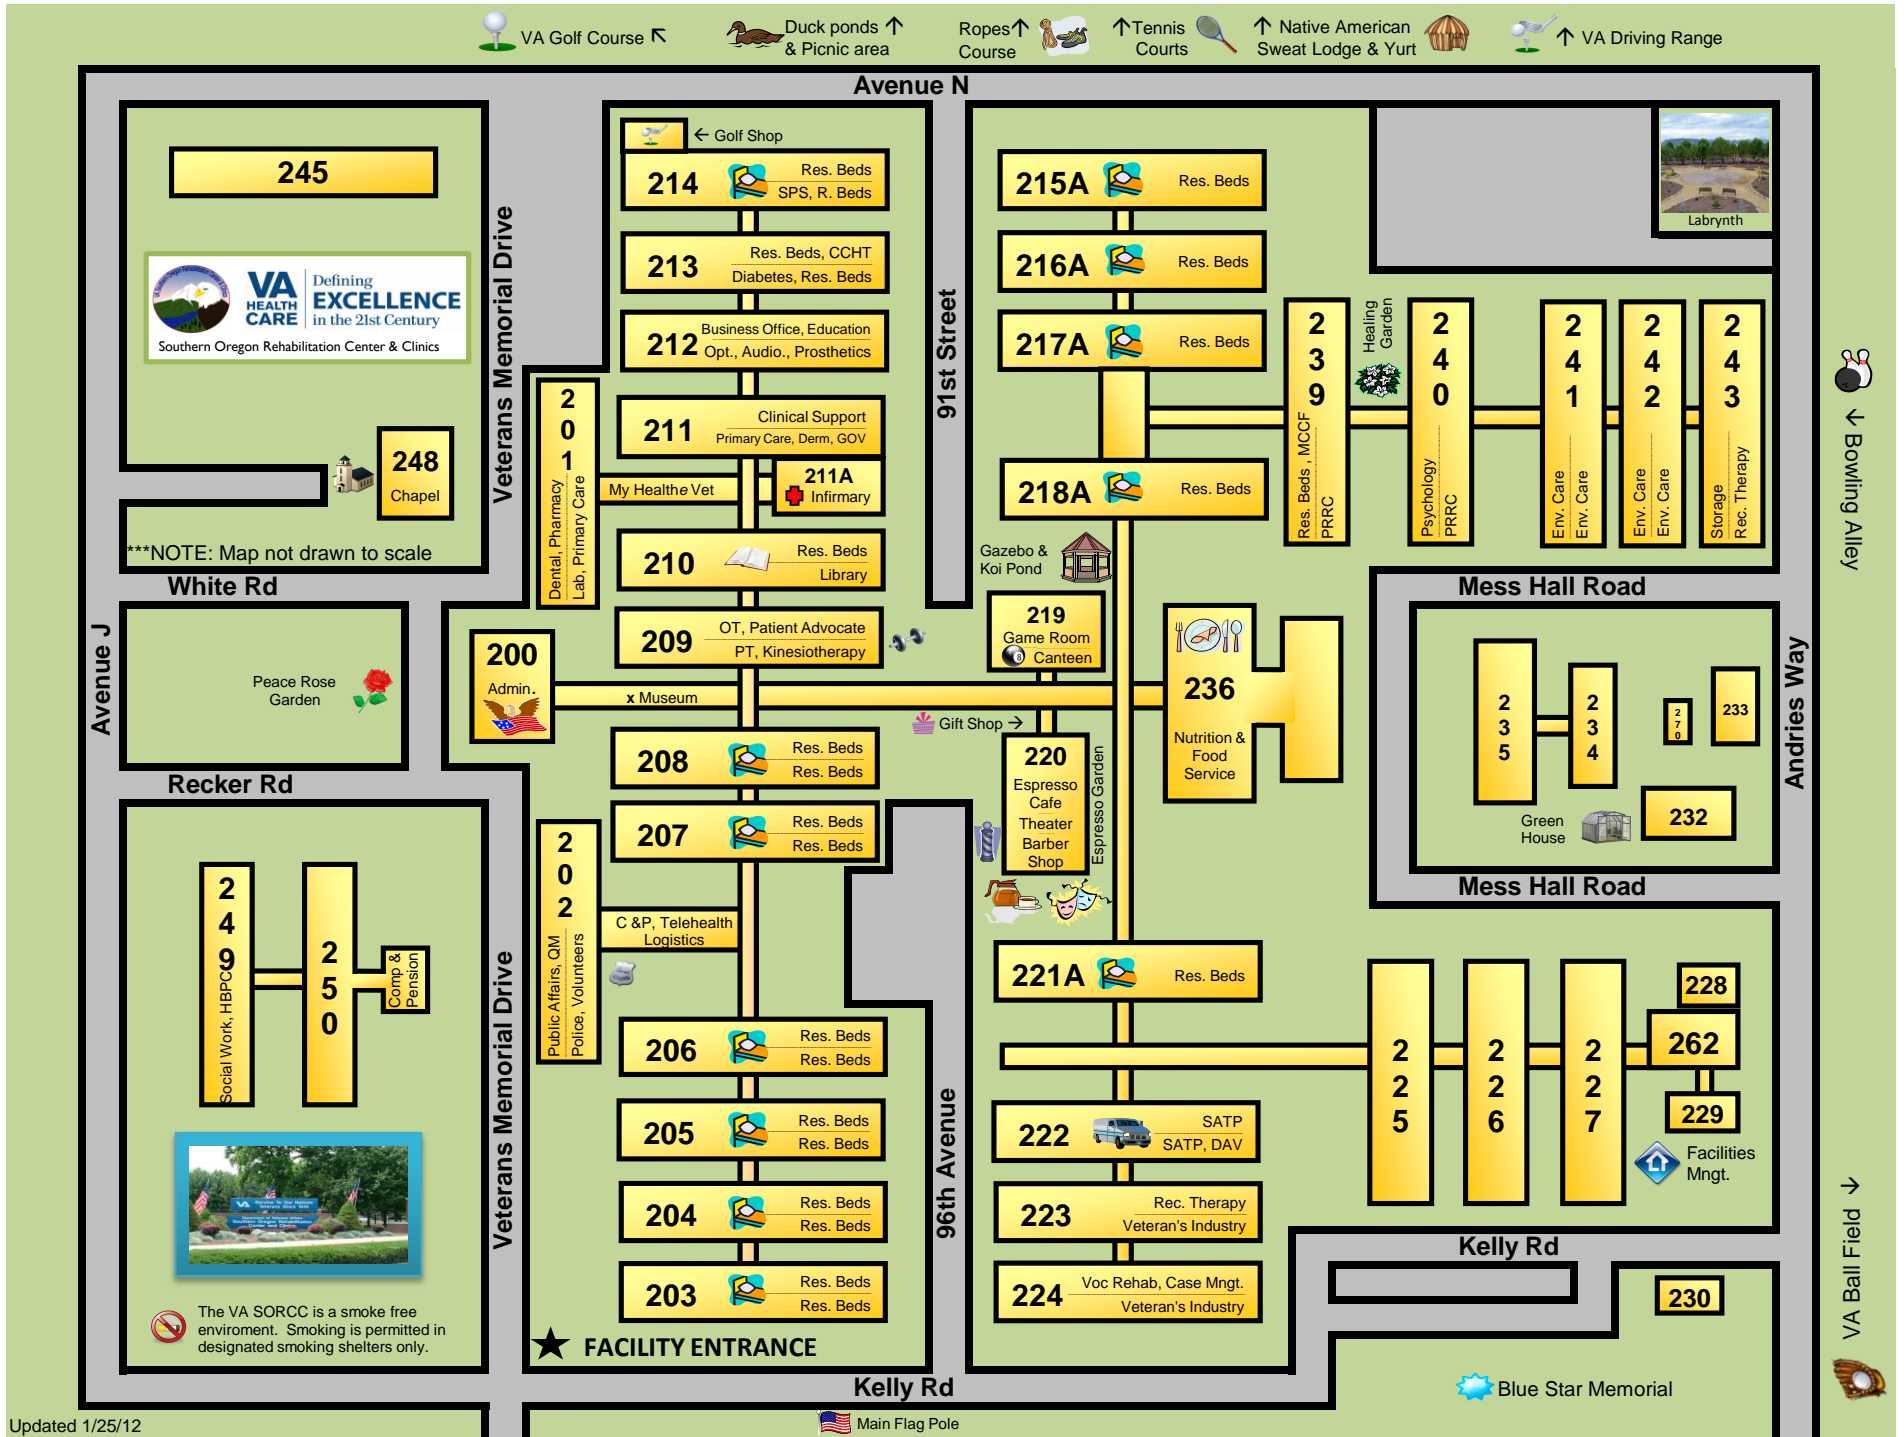 VA Golf Course ↖
Duck ponds ↑
& Picnic area
Ropes↑
Course
↑Tennis
Courts
↑ Native American
Sweat Lodge & Yurt
↑ VA Driving Range
Avenue N
← Golf Shop
245
214
Res. Beds
SPS, R. Beds
215A
Res. Beds
Labrynth
213
Res. Beds, CCHT
Diabetes, Res. Beds
216A
Res. Beds
VA
HEALTH
CARE
Defining
EXCELLENCE
in the 21st Century
Southern Oregon Rehabilitation Center & Clinics
Veterans Memorial Drive
212
Business Office, Education
Opt., Audio., Prosthetics
91st Street
217A
Res. Beds
239
Res. Beds , MCCF
PRRC
Healing
Garden
240
Psychology
PRRC
241
Env. Care
Env. Care
242
Env. Care
Env. Care
243
Storage
Rec. Therapy
← Bowling Alley
201
Dental, Pharmacy
Lab, Primary Care
211
Clinical Support
Primary Care, Derm, GOV
248
Chapel
My Healthe Vet
211A
Infirmary
218A
Res. Beds
***NOTE: Map not drawn to scale
210
Res. Beds
Library
Gazebo &
Koi Pond
White Rd
Mess Hall Road
209
OT, Patient Advocate
PT, Kinesiotherapy
219
Game Room
8
Canteen
Avenue J
Peace Rose
Garden
200
Admin.
x Museum
236
Nutrition &
Food
Service
235
234
270
233
Andries Way
Gift Shop →
208
Res. Beds
Res. Beds
220
Espresso
Cafe
Theater
Barber
Shop
Espresso Garden
Recker Rd
207
Res. Beds
Res. Beds
Green
House
232
Mess Hall Road
202
Public Affairs, QM
Police, Volunteers
249
Social Work, HBPC
250
Comp &
Pension
C &P, Telehealth
Logistics
221A
Res. Beds
228
262
229
225
226
227
Facilities
Mngt.
Veterans Memorial Drive
206
Res. Beds
Res. Beds
205
Res. Beds
Res. Beds
96th Avenue
222
SATP
SATP, DAV
204
Res. Beds
Res. Beds
223
Rec. Therapy
Veteran's Industry
VA Ball Field →
Kelly Rd
203
Res. Beds
Res. Beds
224
Voc Rehab, Case Mngt.
Veteran's Industry
230
The VA SORCC is a smoke free
enviroment. Smoking is permitted in
designated smoking shelters only.
FACILITY ENTRANCE
Kelly Rd
Blue Star Memorial
Updated 1/25/12
Main Flag Pole